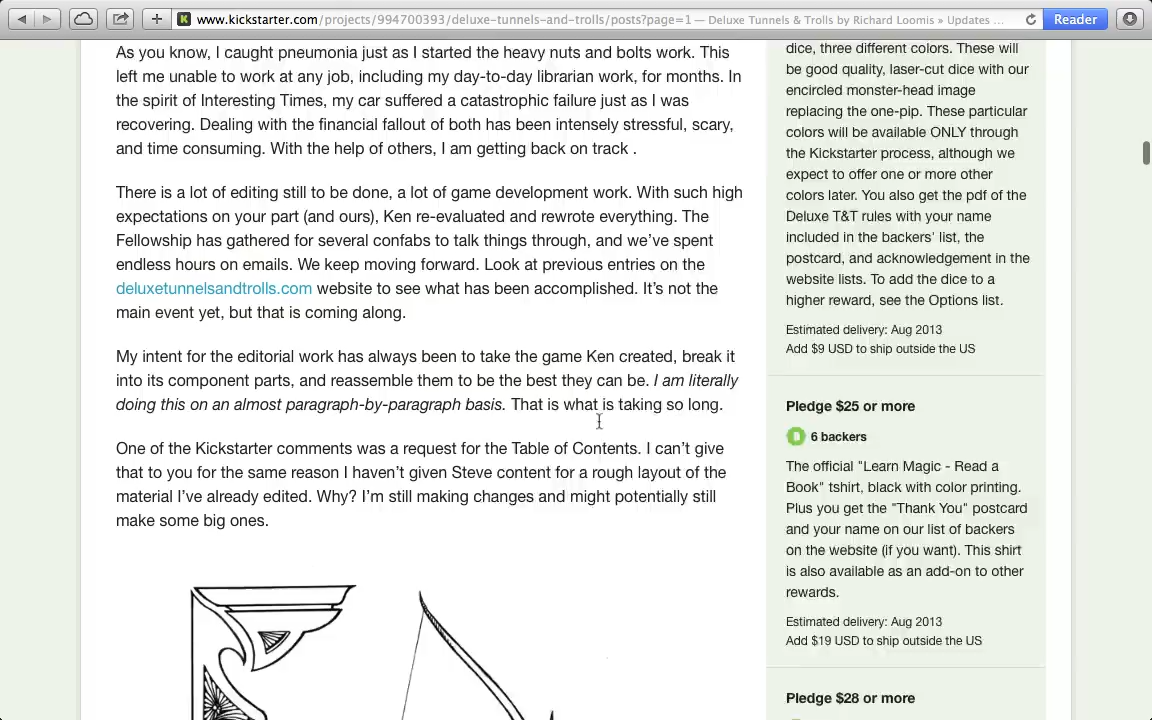 www.kickstarter.com/projects/994700393/deluxe-tunnels-and-trolls/posts?page=1 — Deluxe Tunnels & Trolls by Richard Loomis » Updates ...
Reader
As you know, I caught pneumonia just as I started the heavy nuts and bolts work. This
left me unable to work at any job, including my day-to-day librarian work, for months. In
the spirit of Interesting Times, my car suffered a catastrophic failure just as I was
recovering. Dealing with the financial fallout of both has been intensely stressful, scary,
and time consuming. With the help of others, I am getting back on track .
There is a lot of editing still to be done, a lot of game development work. With such high
expectations on your part (and ours), Ken re-evaluated and rewrote everything. The
Fellowship has gathered for several confabs to talk things through, and we've spent
endless hours on emails. We keep moving forward. Look at previous entries on the
deluxetunnelsandtrolls.com website to see what has been accomplished. It's not the
main event yet, but that is coming along.
My intent for the editorial work has always been to take the game Ken created, break it
into its component parts, and reassemble them to be the best they can be. I am literally
doing this on an almost paragraph-by-paragraph basis. That is what is taking so long.
One of the Kickstarter comments was a request for the Table of Contents. I can't give
that to you for the same reason I haven't given Steve content for a rough layout of the
material I've already edited. Why? I'm still making changes and might potentially still
make some big ones.
dice, three different colors. These will
be good quality, laser-cut dice with our
encircled monster-head image
replacing the one-pip. These particular
colors will be available ONLY through
the Kickstarter process, although we
expect to offer one or more other
colors later. You also get the pdf of the
Deluxe T&T rules with your name
included in the backers' list, the
postcard, and acknowledgement in the
website lists. To add the dice to a
higher reward, see the Options list.
Estimated delivery: Aug 2013
Add $9 USD to ship outside the US
Pledge $25 or more
6 backers
The official "Learn Magic - Read a
Book" tshirt, black with color printing.
Plus you get the "Thank You" postcard
and your name on our list of backers
on the website (if you want). This shirt
is also available as an add-on to other
rewards.
Estimated delivery: Aug 2013
Add $19 USD to ship outside the US
Pledge $28 or more